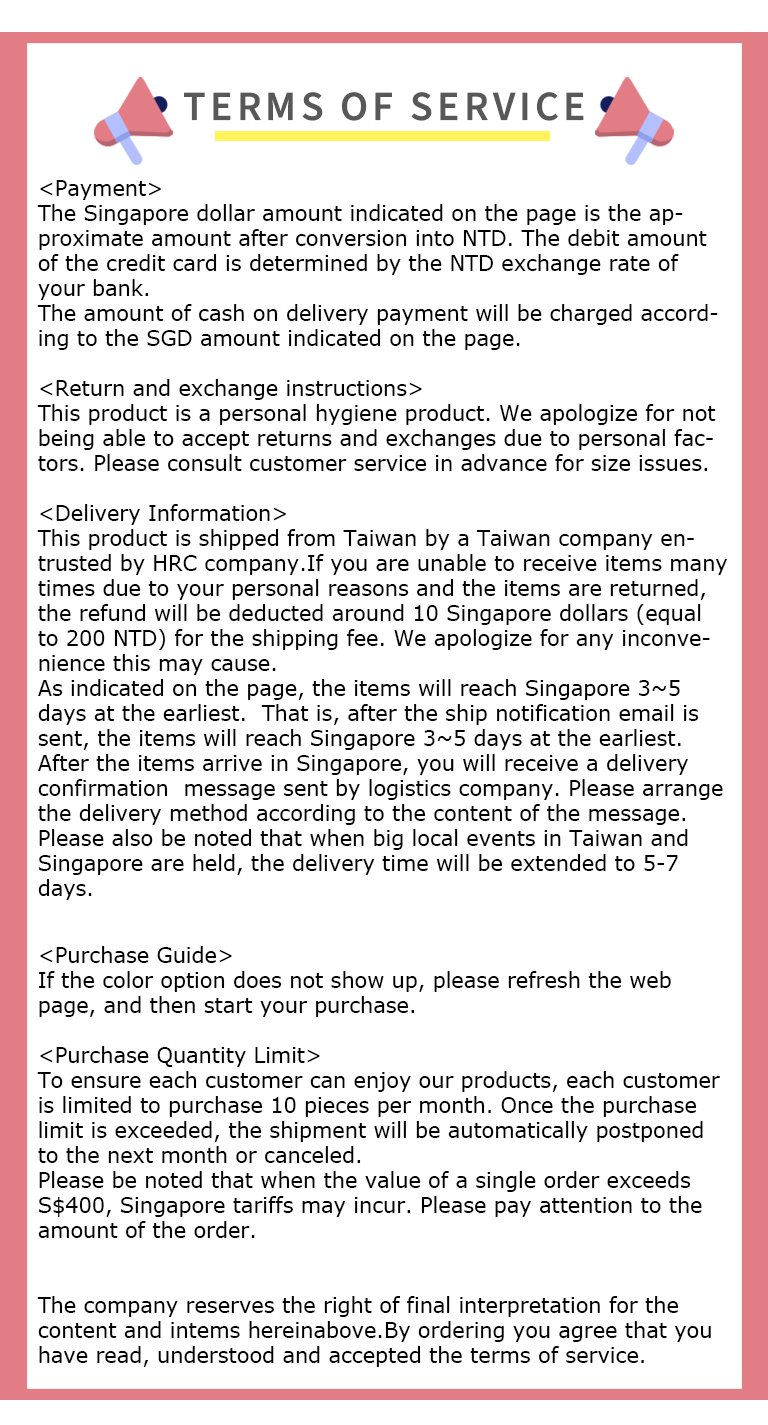 TERMS OF SERVICE
<Payment>
The Singapore dollar amount indicated on the page is the ap-
proximate amount after conversion into NTD. The debit amount
of the credit card is determined by the NTD exchange rate of
your bank.
The amount of cash on delivery payment will be charged accord-
ing to the SGD amount indicated on the page.
<Return and exchange instructions>
This product is a personal hygiene product. We apologize for not
being able to accept returns and exchanges due to personal fac-
tors. Please consult customer service in advance for size issues.
<Delivery Information>
This product is shipped from Taiwan by a Taiwan company en-
trusted by HRC company.If you are unable to receive items many
times due to your personal reasons and the items are returned,
the refund will be deducted around 10 Singapore dollars (equal
to 200 NTD) for the shipping fee. We apologize for any inconve-
nience this may cause.
As indicated on the page, the items will reach Singapore 3~5
days at the earliest.  That is, after the ship notification email is
sent, the items will reach Singapore 3~5 days at the earliest.
After the items arrive in Singapore, you will receive a delivery
confirmation  message sent by logistics company. Please arrange
the delivery method according to the content of the message.
Please also be noted that when big local events in Taiwan and
Singapore are held, the delivery time will be extended to 5-7
days.
<Purchase Guide>
If the color option does not show up, please refresh the web
page, and then start your purchase.
<Purchase Quantity Limit>
To ensure each customer can enjoy our products, each customer
is limited to purchase 10 pieces per month. Once the purchase
limit is exceeded, the shipment will be automatically postponed
to the next month or canceled.
Please be noted that when the value of a single order exceeds
S$400, Singapore tariffs may incur. Please pay attention to the
amount of the order.
The company reserves the right of final interpretation for the
content and intems hereinabove.By ordering you agree that you
have read, understood and accepted the terms of service.